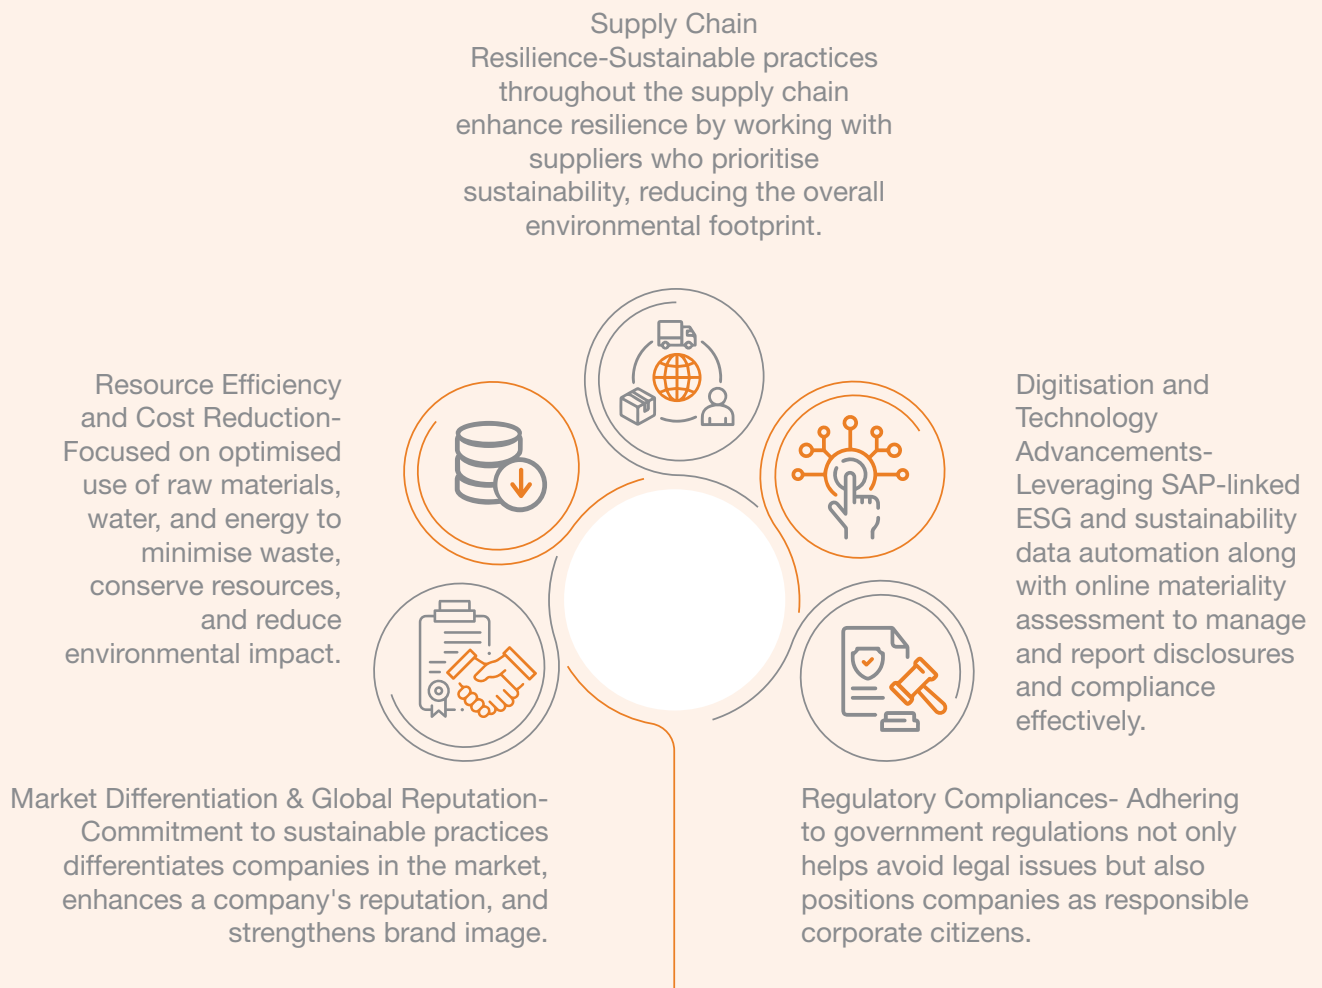 Supply Chain
Resilience-Sustainable practices
throughout the supply chain
enhance resilience by working with
suppliers who prioritise
sustainability, reducing the overall
environmental footprint.
Resource Efficiency
and Cost Reduction-
Focused on optimised
use of raw materials,
water, and energy to
minimise waste,
conserve resources,
and reduce
environmental impact.
Digitisation and
Technology
Advancements-
Leveraging SAP-linked
ESG and sustainability
data automation along
with online materiality
assessment to manage
and report disclosures
and compliance
effectively.
Market Differentiation & Global Reputation-
Commitment to sustainable practices
differentiates companies in the market,
enhances a company's reputation, and
strengthens brand image.
Regulatory Compliances- Adhering
to government regulations not only
helps avoid legal issues but also
positions companies as responsible
corporate citizens.